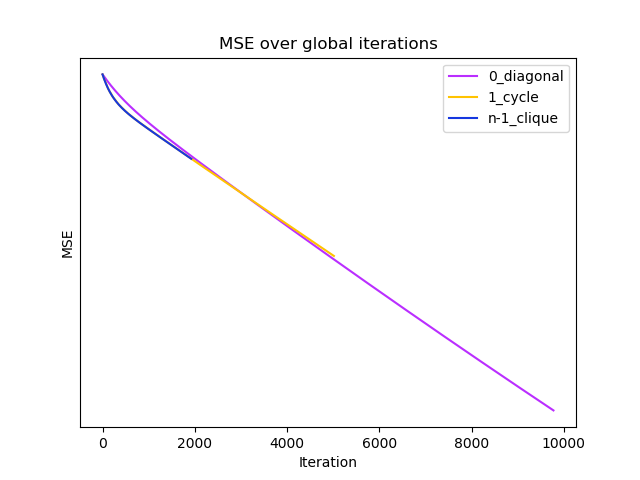 MSE over global iterations
0_diagonal
1_cycle
n-1_clique
MSE
0 2000 4000 6000 8000 10000
Iteration